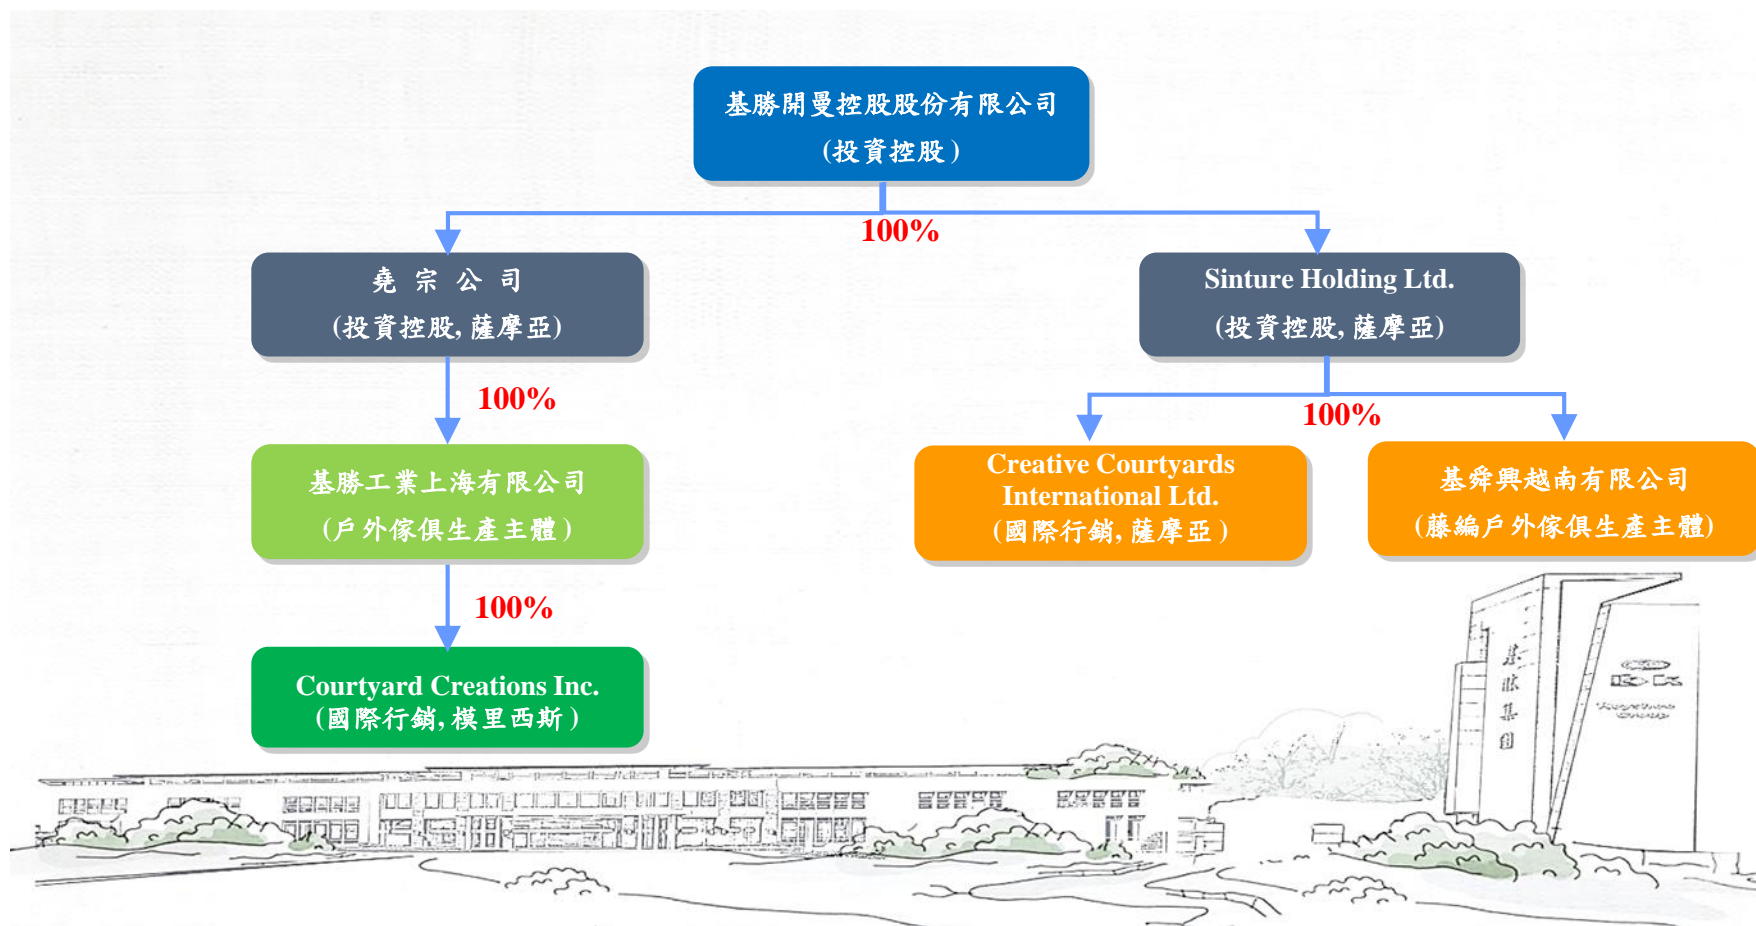 基勝開曼控股股份有限公司
(投資控股)
100%
堯 宗 公 司
(投資控股, 薩摩亞)
Sinture Holding Ltd.
(投資控股, 薩摩亞)
100%
100%
基勝工業上海有限公司
(戶外傢俱生產主體)
Creative Courtyards
International Ltd.
(國際行銷, 薩摩亞)
基舜興越南有限公司
(藤編戶外傢俱生產主體)
100%
Courtyard Creations Inc.
(國際行銷, 模里西斯)
基勝集團